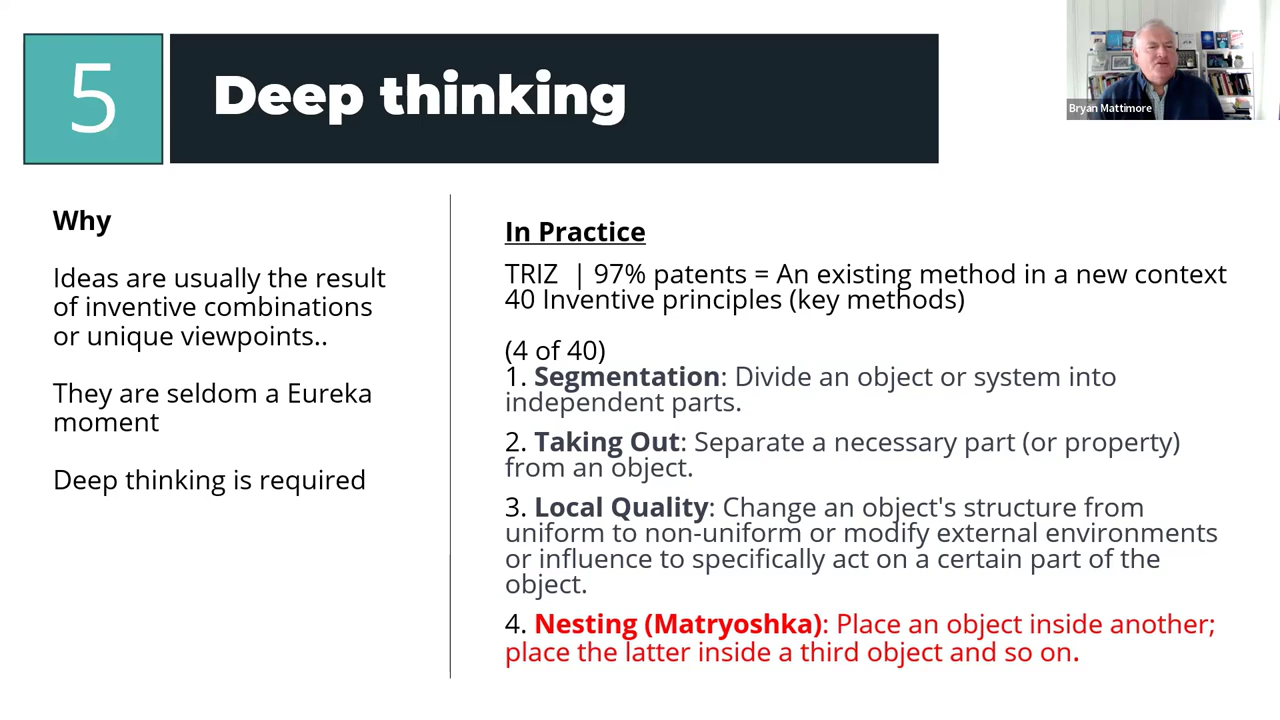 5
Deep thinking
Bryan Mattimore
Why
Ideas are usually the result
of inventive combinations
or unique viewpoints..
They are seldom a Eureka
moment
Deep thinking is required
In Practice
TRIZ | 97% patents = An existing method in a new context
40 Inventive principles (key methods)
(4 of 40)
1. Segmentation: Divide an object or system into
independent parts.
2. Taking Out: Separate a necessary part (or property)
from an object.
3. Local Quality: Change an object's structure from
uniform to non-uniform or modify external environments
or influence to specifically act on a certain part of the
object.
4. Nesting (Matryoshka): Place an object inside another;
place the latter inside a third object and so on.